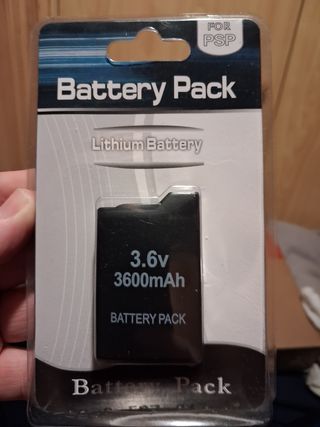 FOR
PSP
Battery Pack
Lithium Battery
3.6v
3600mAh
BATTERY PACK
Battery Pack